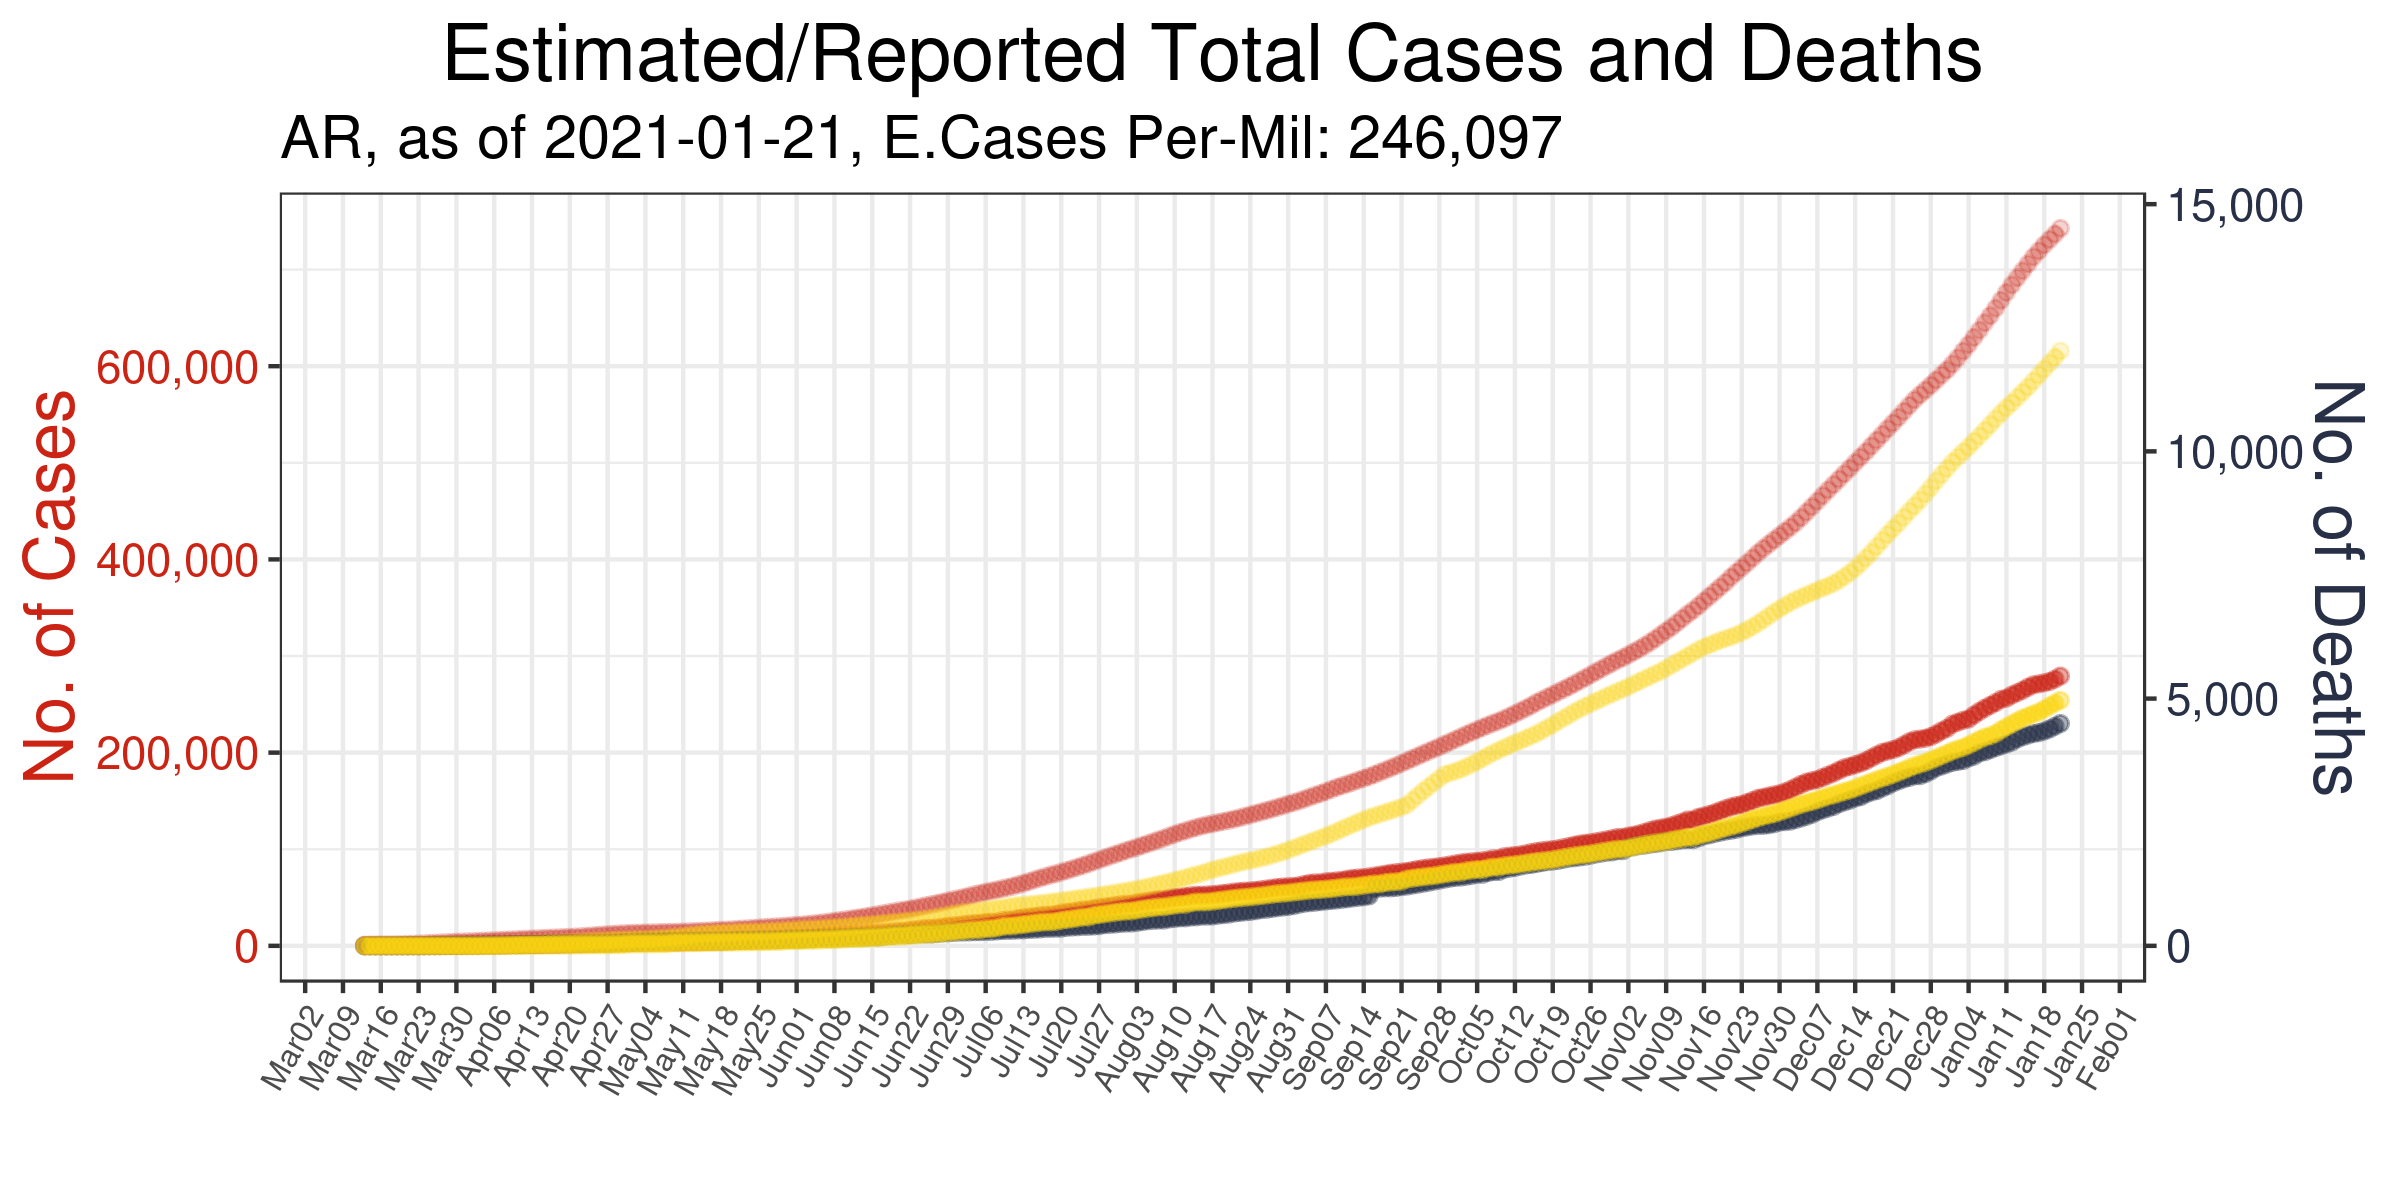 Estimated/Reported Total Cases and Deaths
AR, as of 2021-01-21, E.Cases Per-Mil: 246,097
No. of Cases
600,000
400,000
200,000
0
15,000
10,000
5,000
0
No. of Deaths
Mar02
Mar09
Mar16
Mar23
Mar30
Apr06
Apr13
Apr20
Apr27
May04
May11
May18
May25
Jun01
Jun08
Jun15
Jun22
Jun29
Jul06
Jul13
Jul20
Jul27
Aug03
Aug10
Aug17
Aug24
Aug31
Sep07
Sep14
Sep21
Sep28
Oct05
Oct12
Oct19
Oct26
Nov02
Nov09
Nov16
Nov23
Nov30
Dec07
Dec14
Dec21
Dec28
Jan04
Jan11
Jan18
Jan25
Feb01